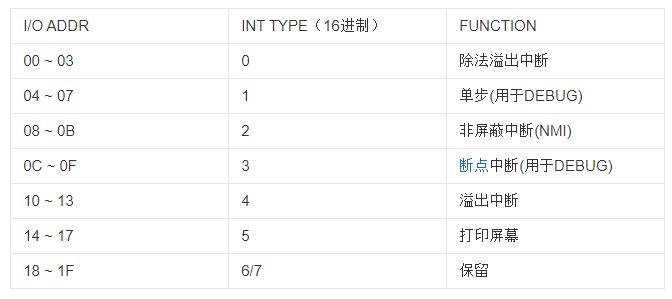 I/O ADDR INT TYPE（16进制） FUNCTION
00 ~ 03 0 除法溢出中断
04 ~ 07 1 单步(用于DEBUG)
08 ~ 0B 2 非屏蔽中断(NMI)
0C ~ 0F 3 断点中断(用于DEBUG)
10 ~ 13 4 溢出中断
14 ~ 17 5 打印屏幕
18 ~ 1F 6/7 保留